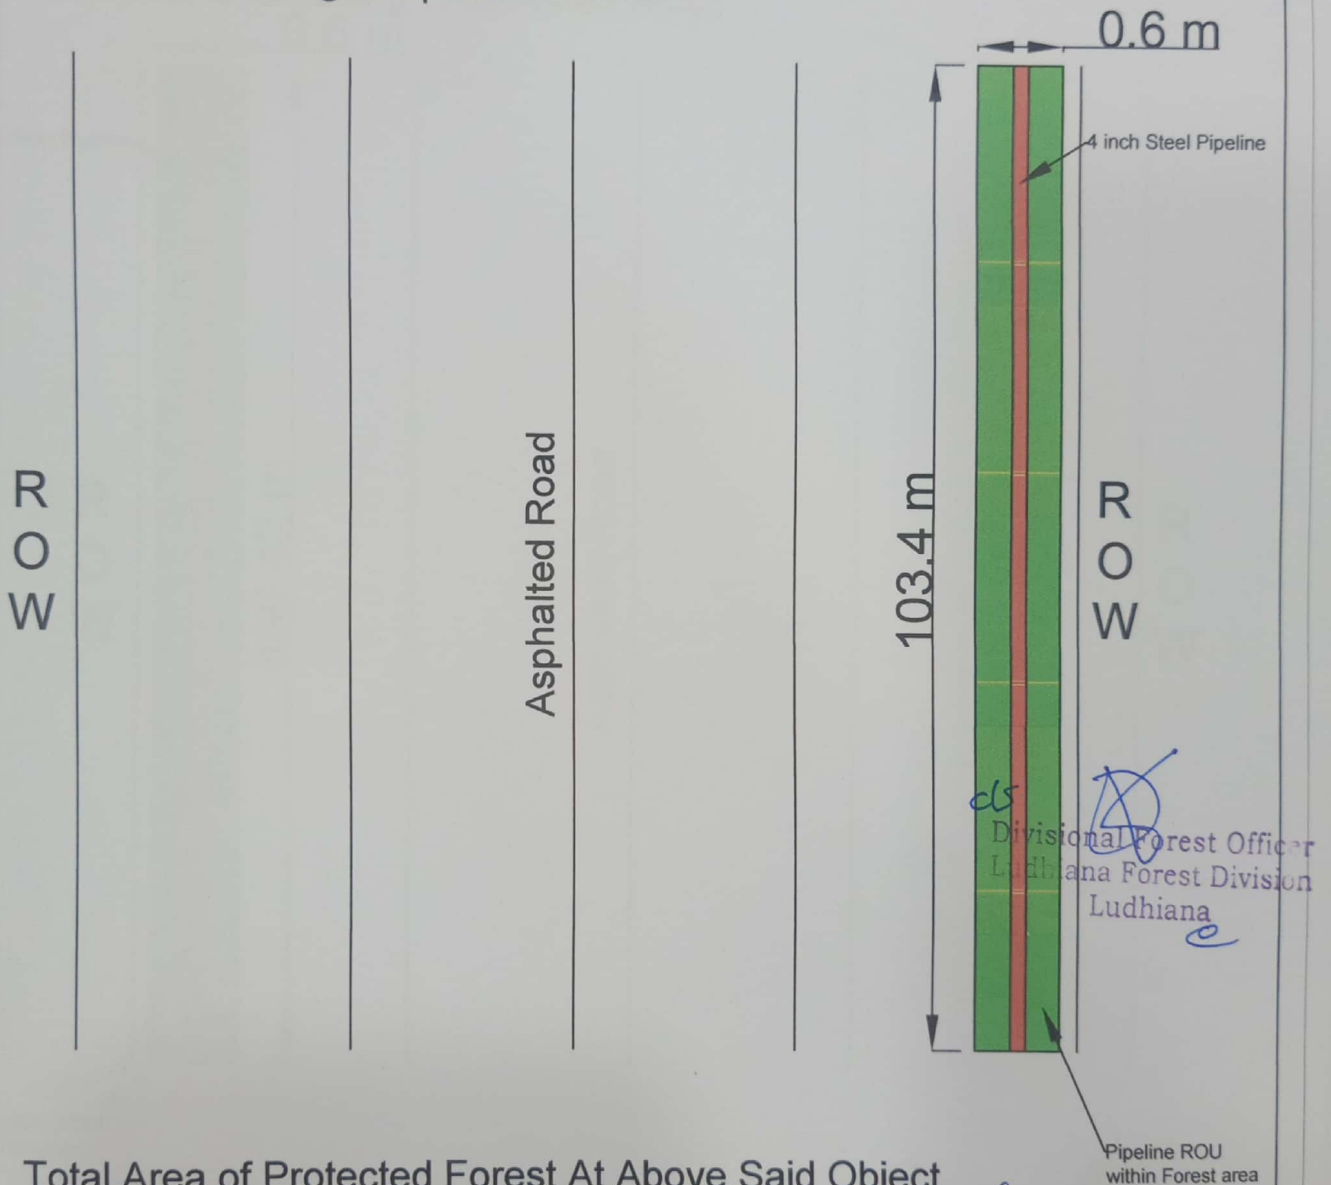 0.6 m
4 inch Steel Pipeline
R
O
W
Asphalted Road
103.4 m
R
O
W
Divisional Forest Officer
Ludhiana Forest Division
Ludhiana
Pipeline ROU
within Forest area
Total Area of Protected Forest At Above Said Object